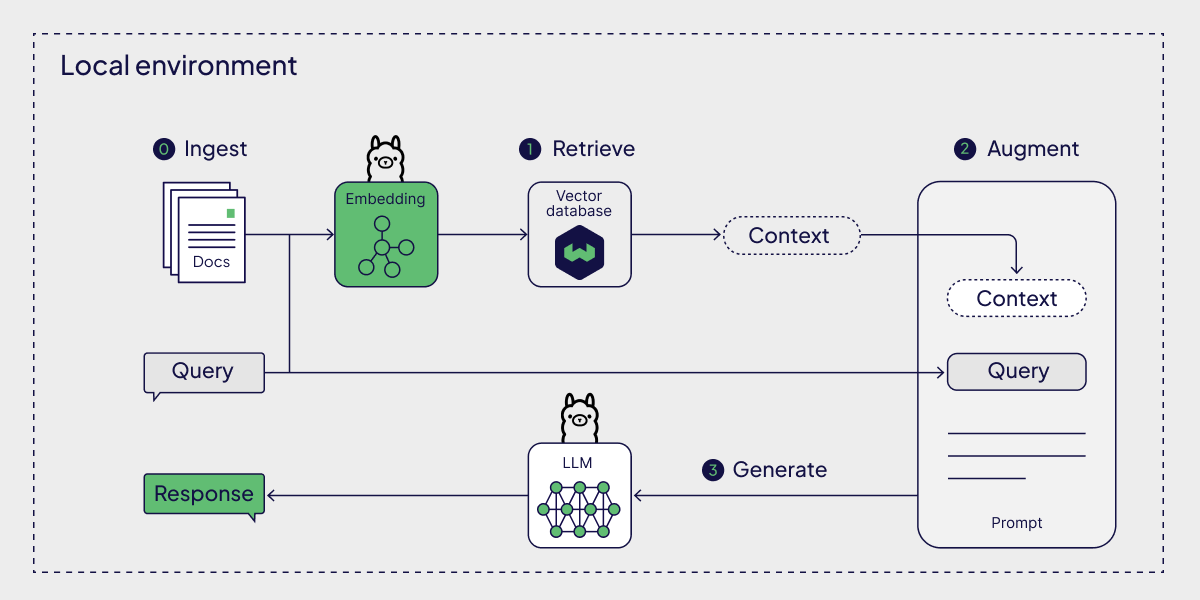 Local environment
0 Ingest
1 Retrieve
2 Augment
Embedding
Vector
database
Docs
Context
Context
Query
Query
LLM
3 Generate
Response
Prompt